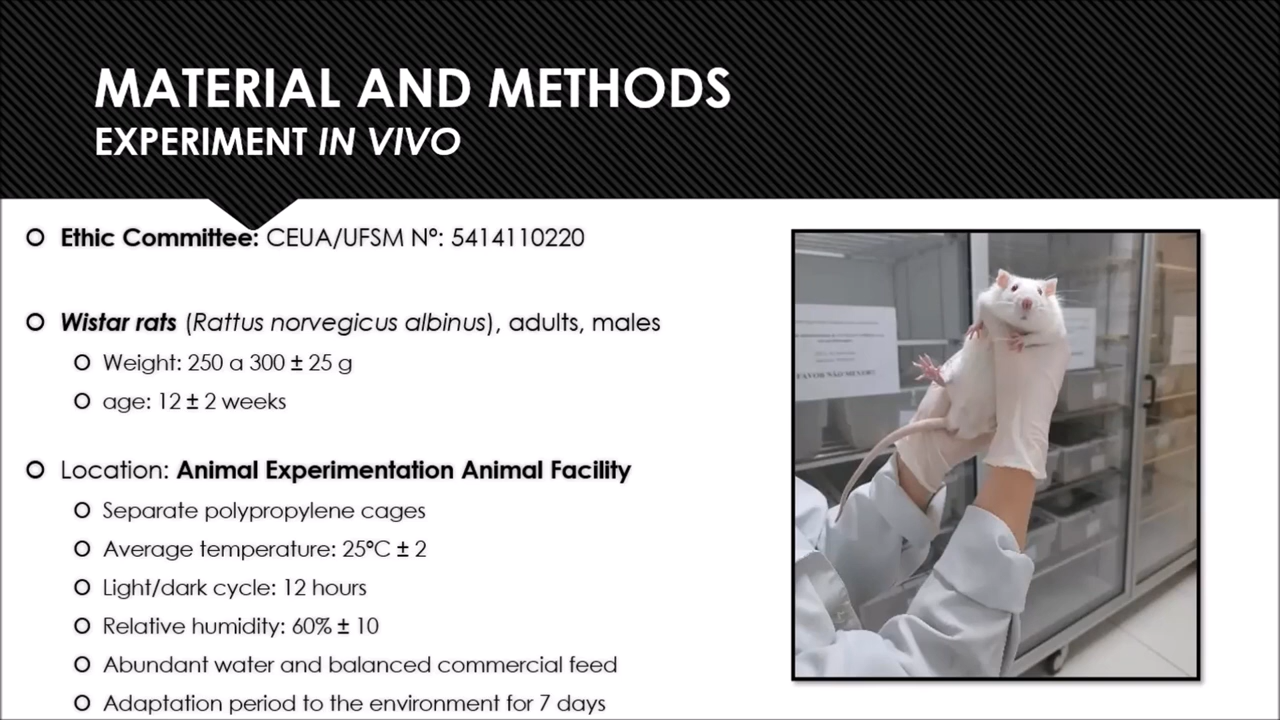 MATERIAL AND METHODS
EXPERIMENT IN VIVO
Ethic Committee: CEUA/UFSM Nº: 5414110220
Wistar rats (Rattus norvegicus albinus), adults, males
Weight: 250 a 300 ± 25 g
age: 12 ± 2 weeks
Location: Animal Experimentation Animal Facility
Separate polypropylene cages
Average temperature: 25ºC ± 2
Light/dark cycle: 12 hours
Relative humidity: 60% ± 10
Abundant water and balanced commercial feed
Adaptation period to the environment for 7 days
FAVOR NÃO MEXER!